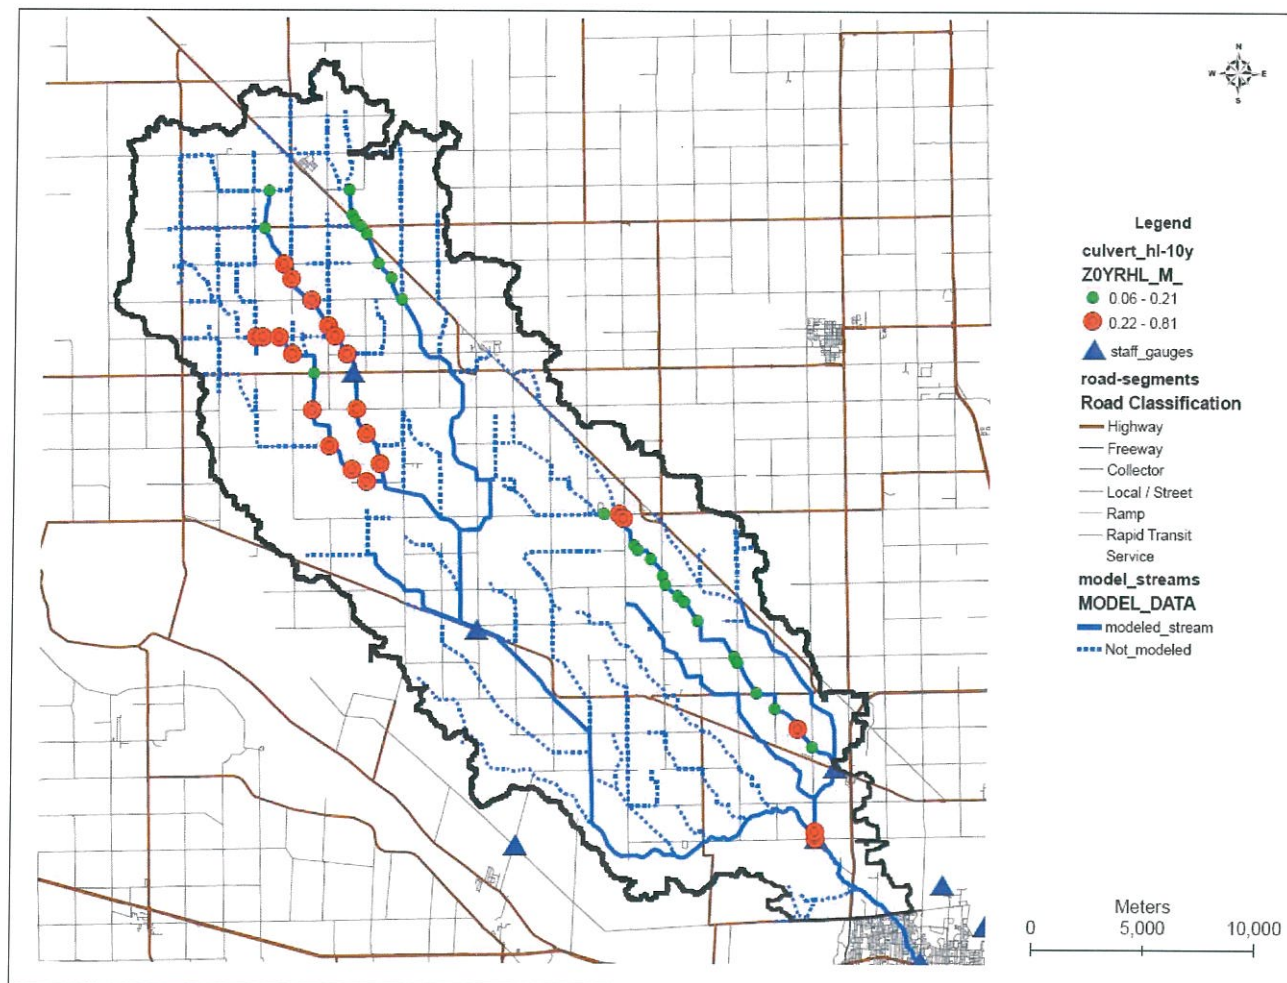 N
W E
S
Legend
culvert_hl-10y
Z0YRHL_M_
0.06 - 0.21
0.22 - 0.81
staff_gauges
road-segments
Road Classification
Highway
Freeway
Collector
Local / Street
Ramp
Rapid Transit
Service
model_streams
MODEL_DATA
modeled_stream
Not_modeled
Meters
0 5,000 10,000